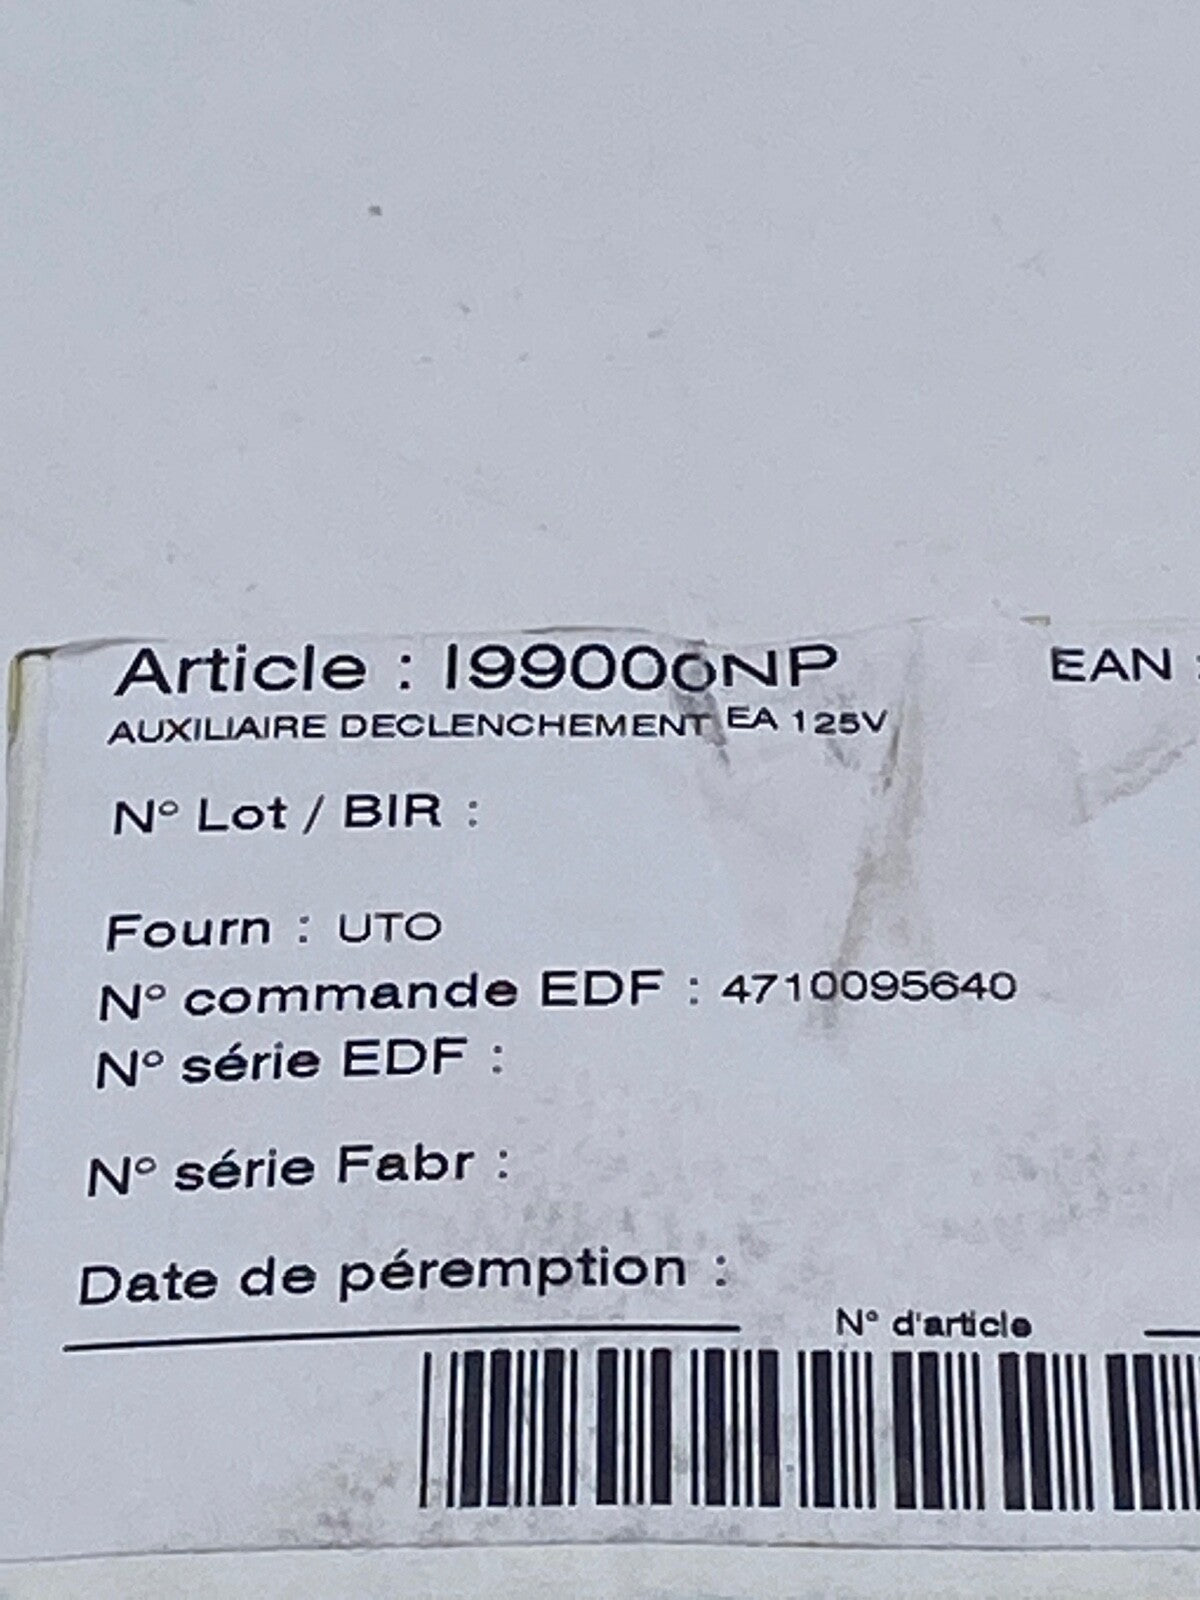 Article : I99000NP
EAN :
AUXILIAIRE DECLENCHEMENT EA 125V
N° Lot / BIR :
Fourn : UTO
N° commande EDF : 4710095640
N° série EDF :
N° série Fabr :
Date de péremption :
N° d'article